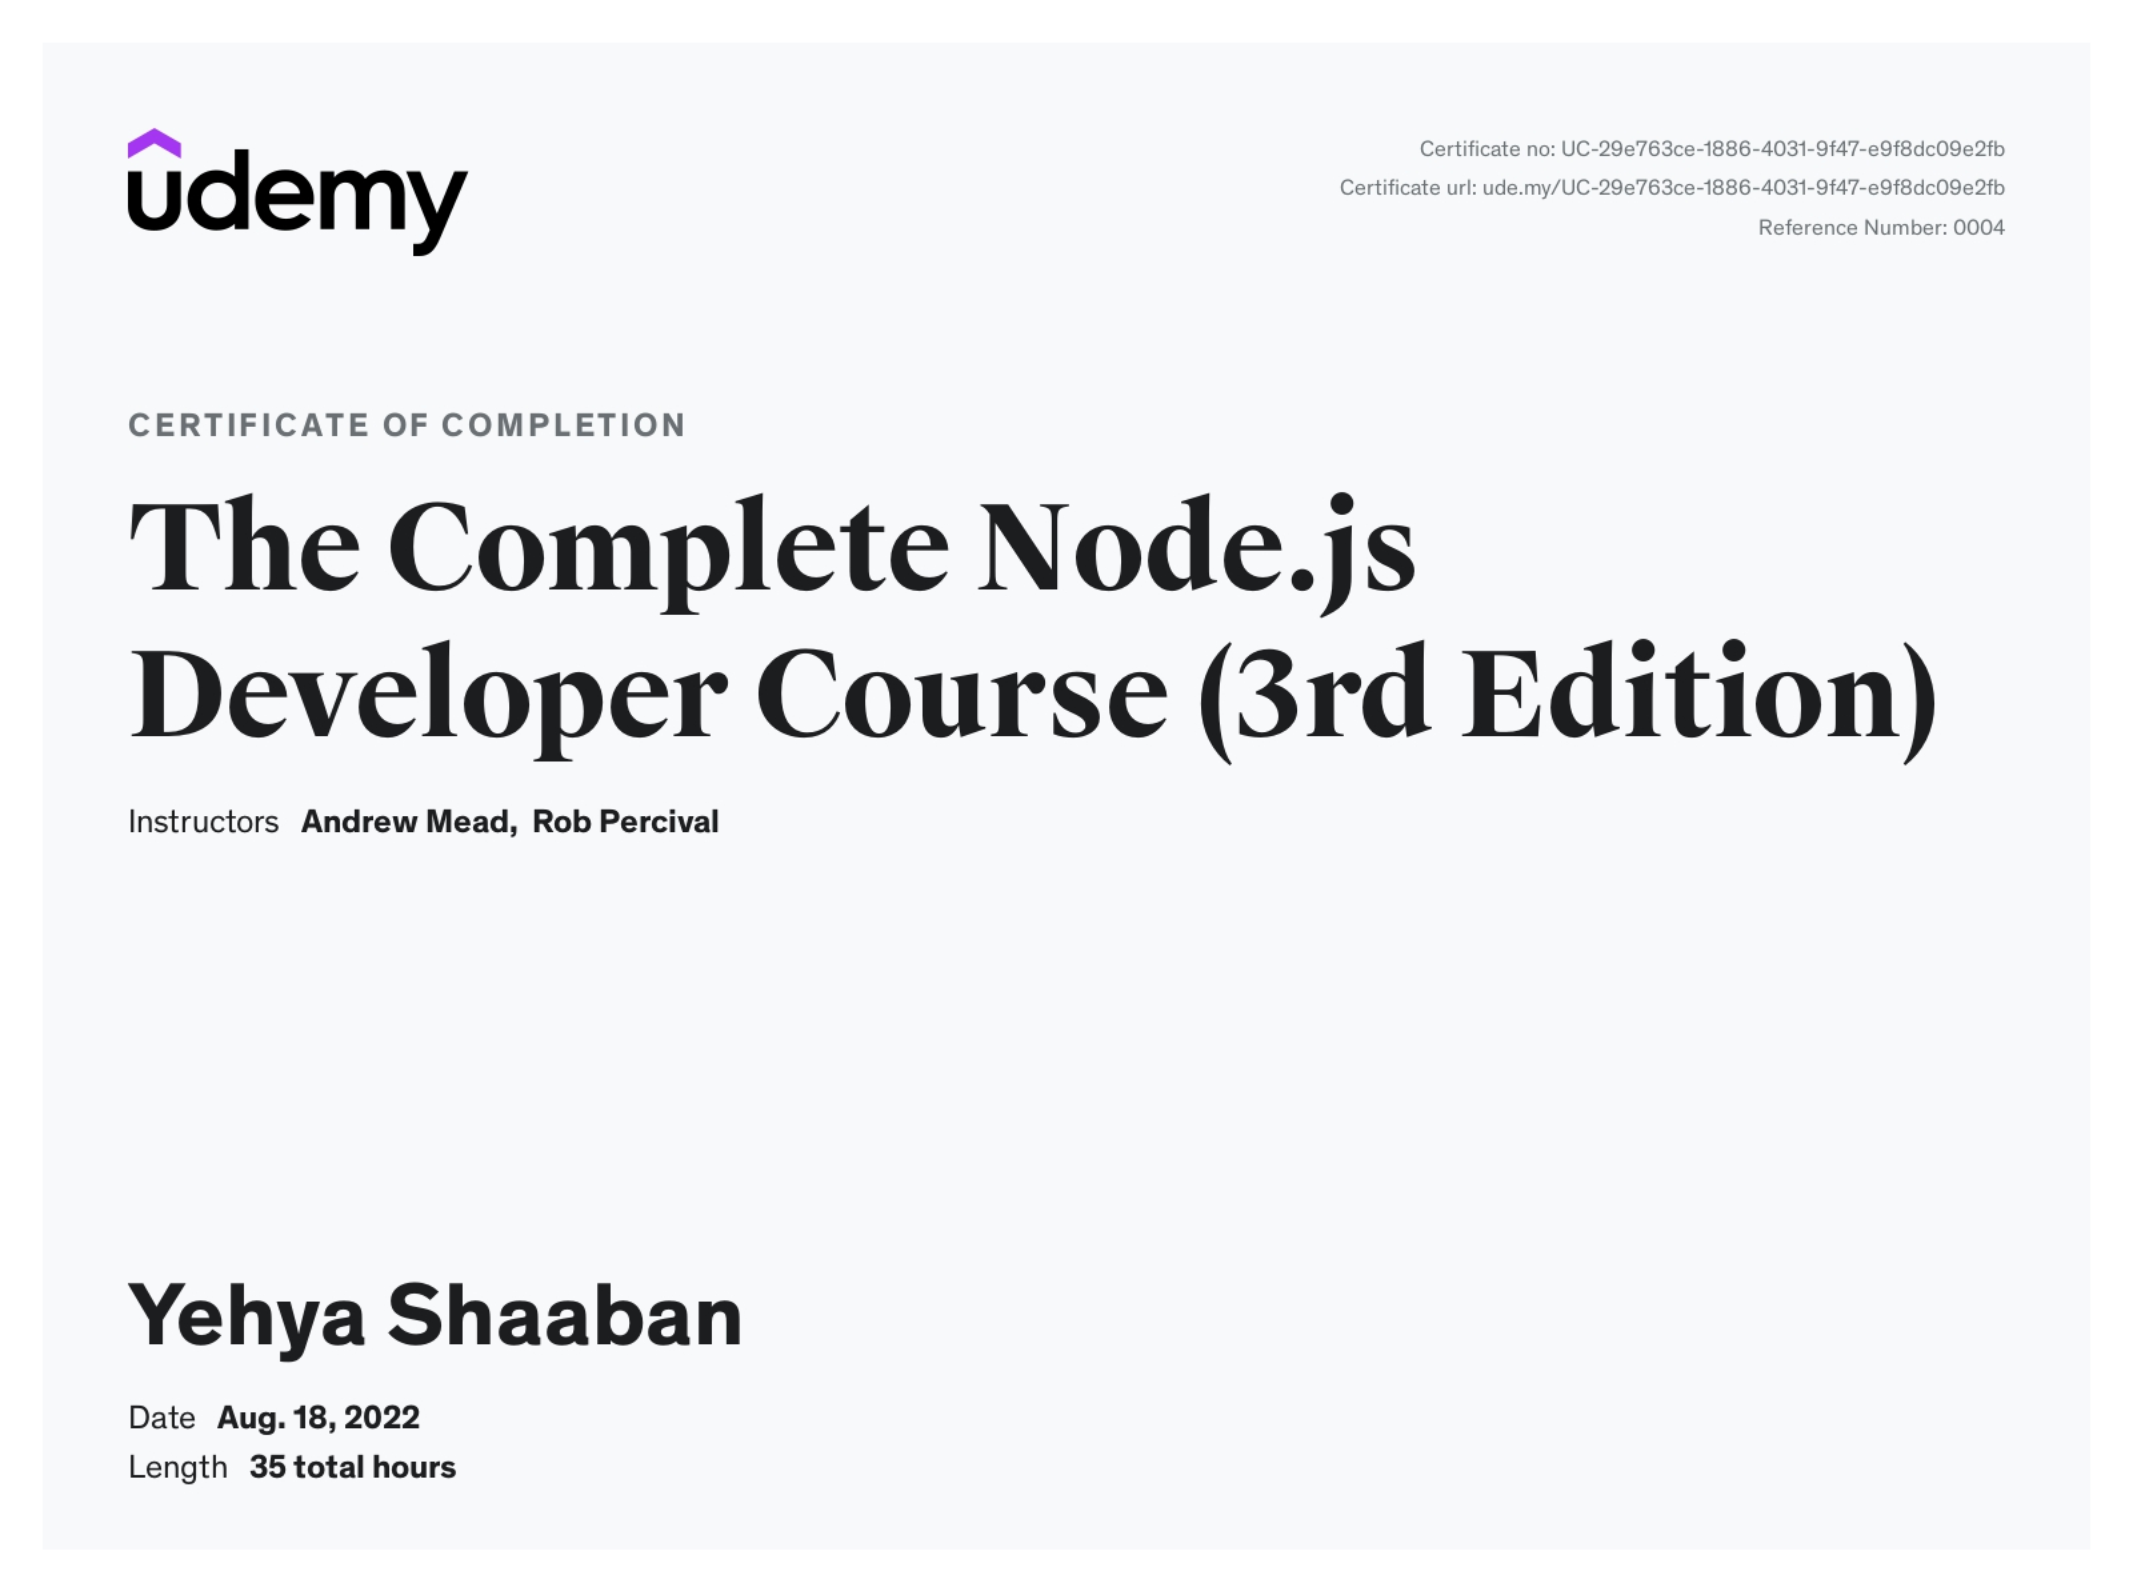 udemy
Certificate no: UC-29e763ce-1886-4031-9f47-e9f8dc09e2fb
Certificate url: ude.my/UC-29e763ce-1886-4031-9f47-e9f8dc09e2fb
Reference Number: 0004
CERTIFICATE OF COMPLETION
The Complete Node.js
Developer Course (3rd Edition)
Instructors Andrew Mead, Rob Percival
Yehya Shaaban
Date Aug. 18, 2022
Length 35 total hours